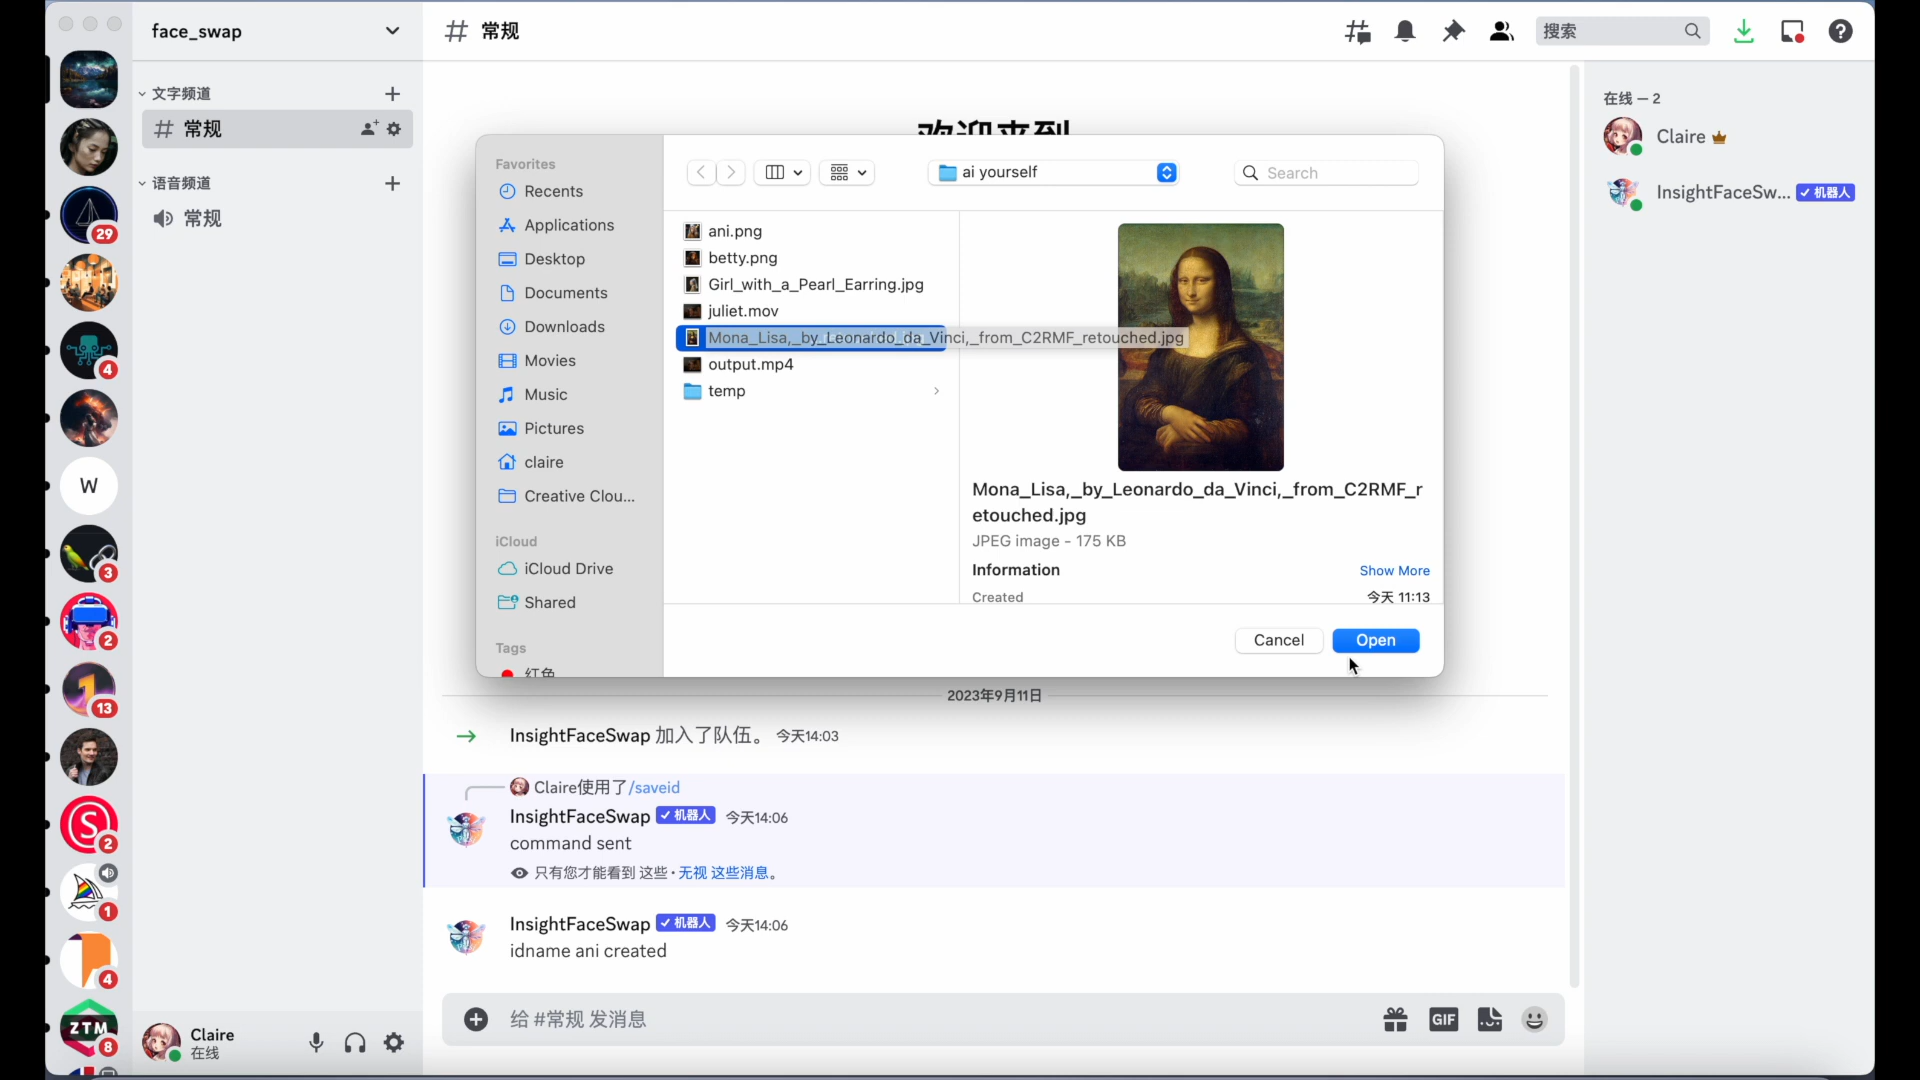 face_swap
常规
搜索
文字频道
常规
语音频道
常规
29
4
W
3
2
13
2
1
4
ZTM
8
欢迎来到
Favorites
Recents
Applications
Desktop
Documents
Downloads
Movies
Music
Pictures
claire
Creative Clou...
iCloud
iCloud Drive
Shared
Tags
红色
ai yourself
Search
ani.png
betty.png
Girl_with_a_Pearl_Earring.jpg
juliet.mov
Mona_Lisa,_by_Leonardo_da_Vinci,_from_C2RMF_retouched.jpg
output.mp4
temp
Mona_Lisa,_by_Leonardo_da_Vinci,_from_C2RMF_r
etouched.jpg
JPEG image - 175 KB
Information
Show More
Created
今天 11:13
Cancel
Open
2023年9月11日
InsightFaceSwap 加入了队伍。 今天14:03
Claire使用了/saveid
InsightFaceSwap 机器人 今天14:06
command sent
只有您才能看到 这些 • 无视 这些消息。
InsightFaceSwap 机器人 今天14:06
idname ani created
给 #常规 发消息
GIF
Claire
在线
在线 — 2
Claire
InsightFaceSw... 机器人